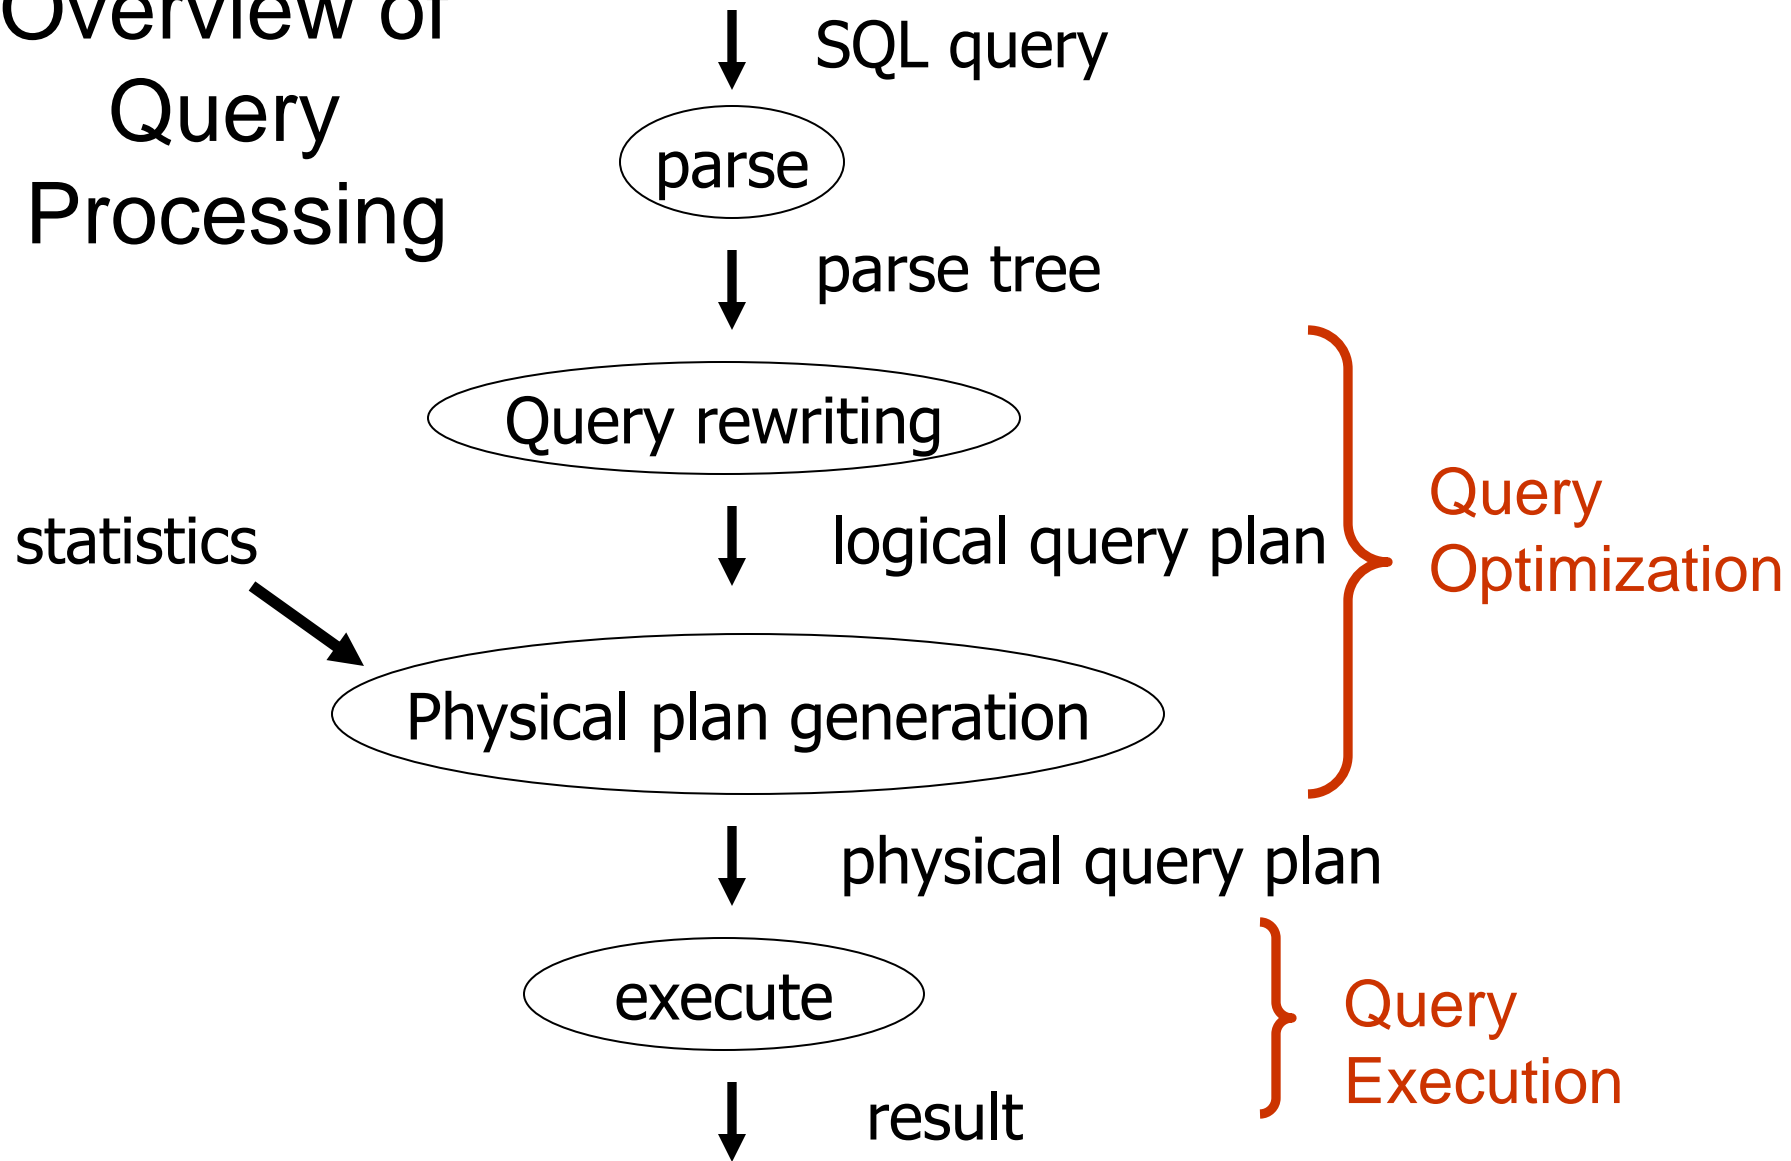 Overview of
Query
Processing
SQL query
parse
parse tree
Query rewriting
statistics
logical query plan
Query
Optimization
Physical plan generation
physical query plan
execute
Query
Execution
result